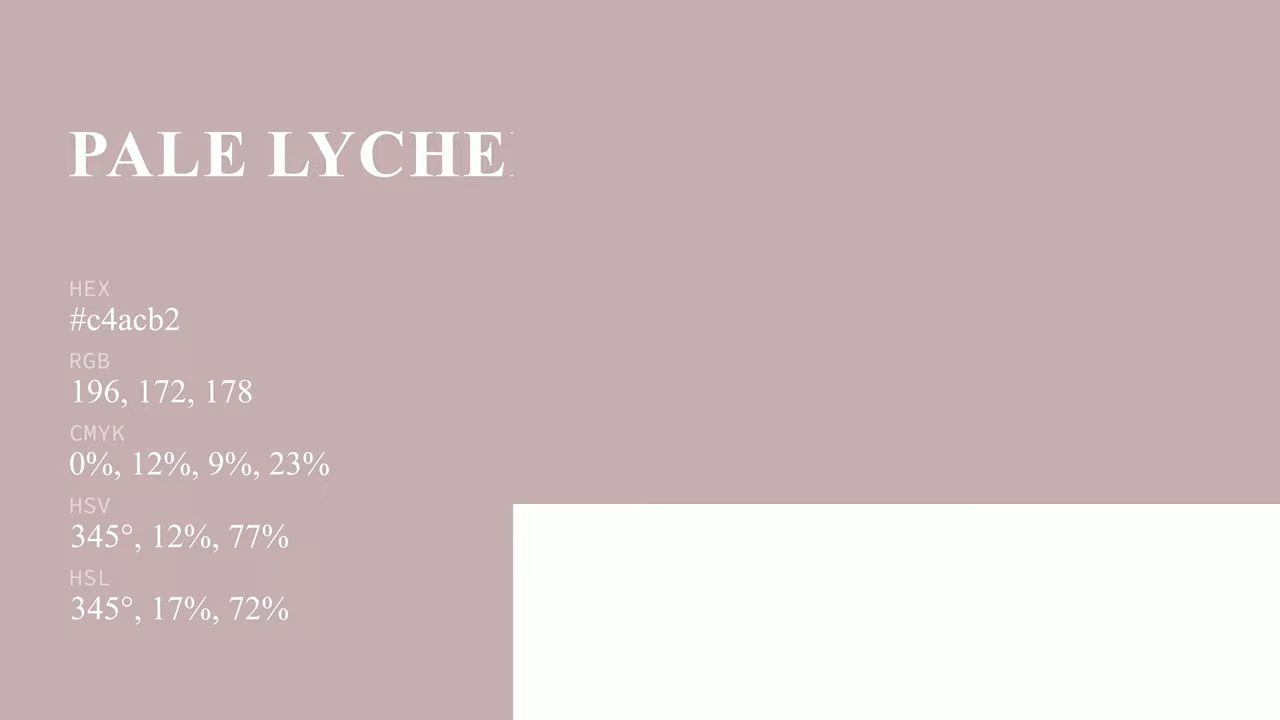 PALE LYCHE
HEX
#c4acb2
RGB
196, 172, 178
CMYK
0%, 12%, 9%, 23%
HSV
345°, 12%, 77%
HSL
345°, 17%, 72%